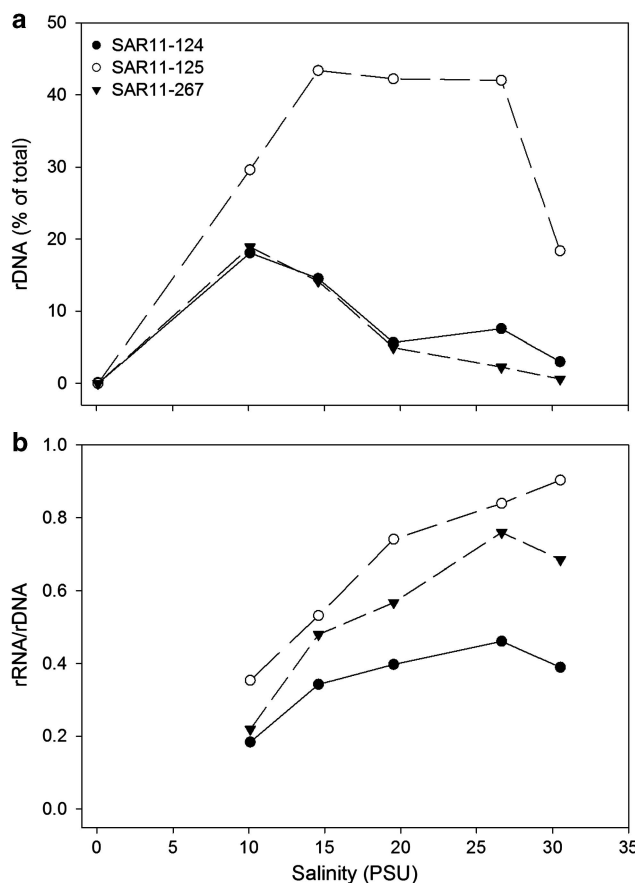 a
50
SAR11-124
SAR11-125
40
SAR11-267
30
20
10
0
rDNA (% of total)
b
1.0
0.8
0.6
0.4
0.2
0.0
rRNA/rDNA
0 5 10 15 20 25 30 35
Salinity (PSU)